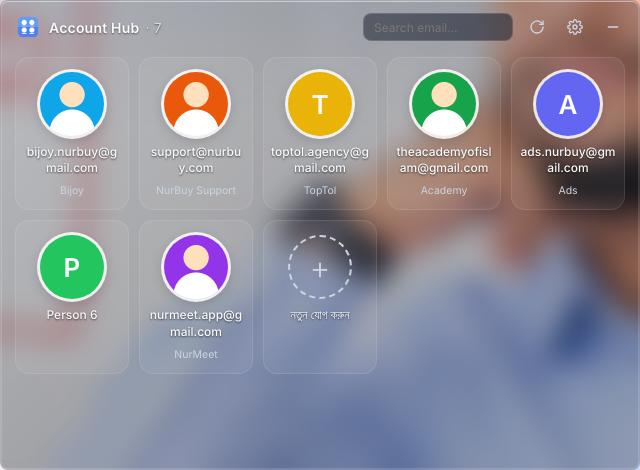 Account Hub · 7
Search email...
bijoy.nurbuy@g
mail.com
Bijoy
support@nurbu
y.com
NurBuy Support
T
toptol.agency@g
mail.com
TopTol
theacademyofisl
am@gmail.com
Academy
A
ads.nurbuy@gm
ail.com
Ads
P
Person 6
nurmeet.app@g
mail.com
NurMeet
+
নতুন যোগ করুন